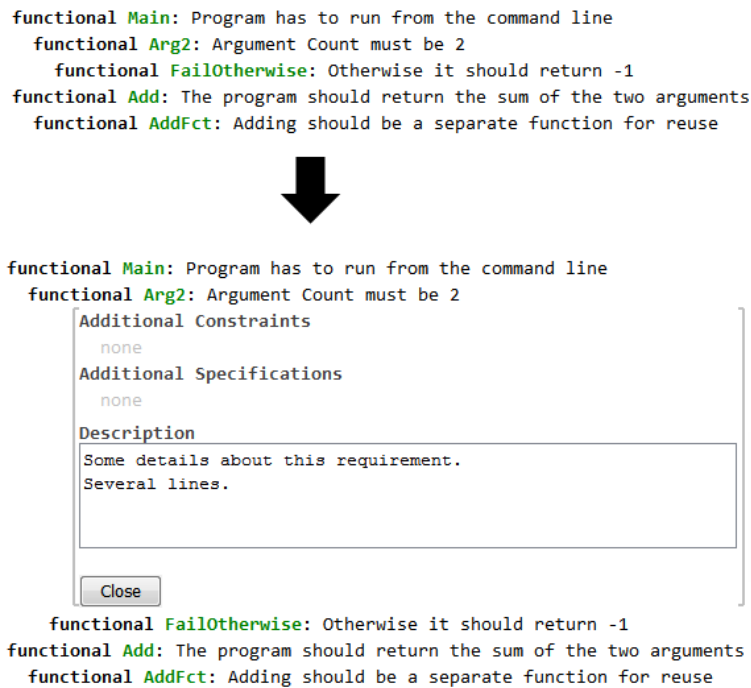 functional Main: Program has to run from the command line
functional Arg2: Argument Count must be 2
functional FailOtherwise: Otherwise it should return -1
functional Add: The program should return the sum of the two arguments
functional AddFct: Adding should be a separate function for reuse
functional Main: Program has to run from the command line
functional Arg2: Argument Count must be 2
Additional Constraints
none
Additional Specifications
none
Description
Some details about this requirement.
Several lines.
Close
functional FailOtherwise: Otherwise it should return -1
functional Add: The program should return the sum of the two arguments
functional AddFct: Adding should be a separate function for reuse